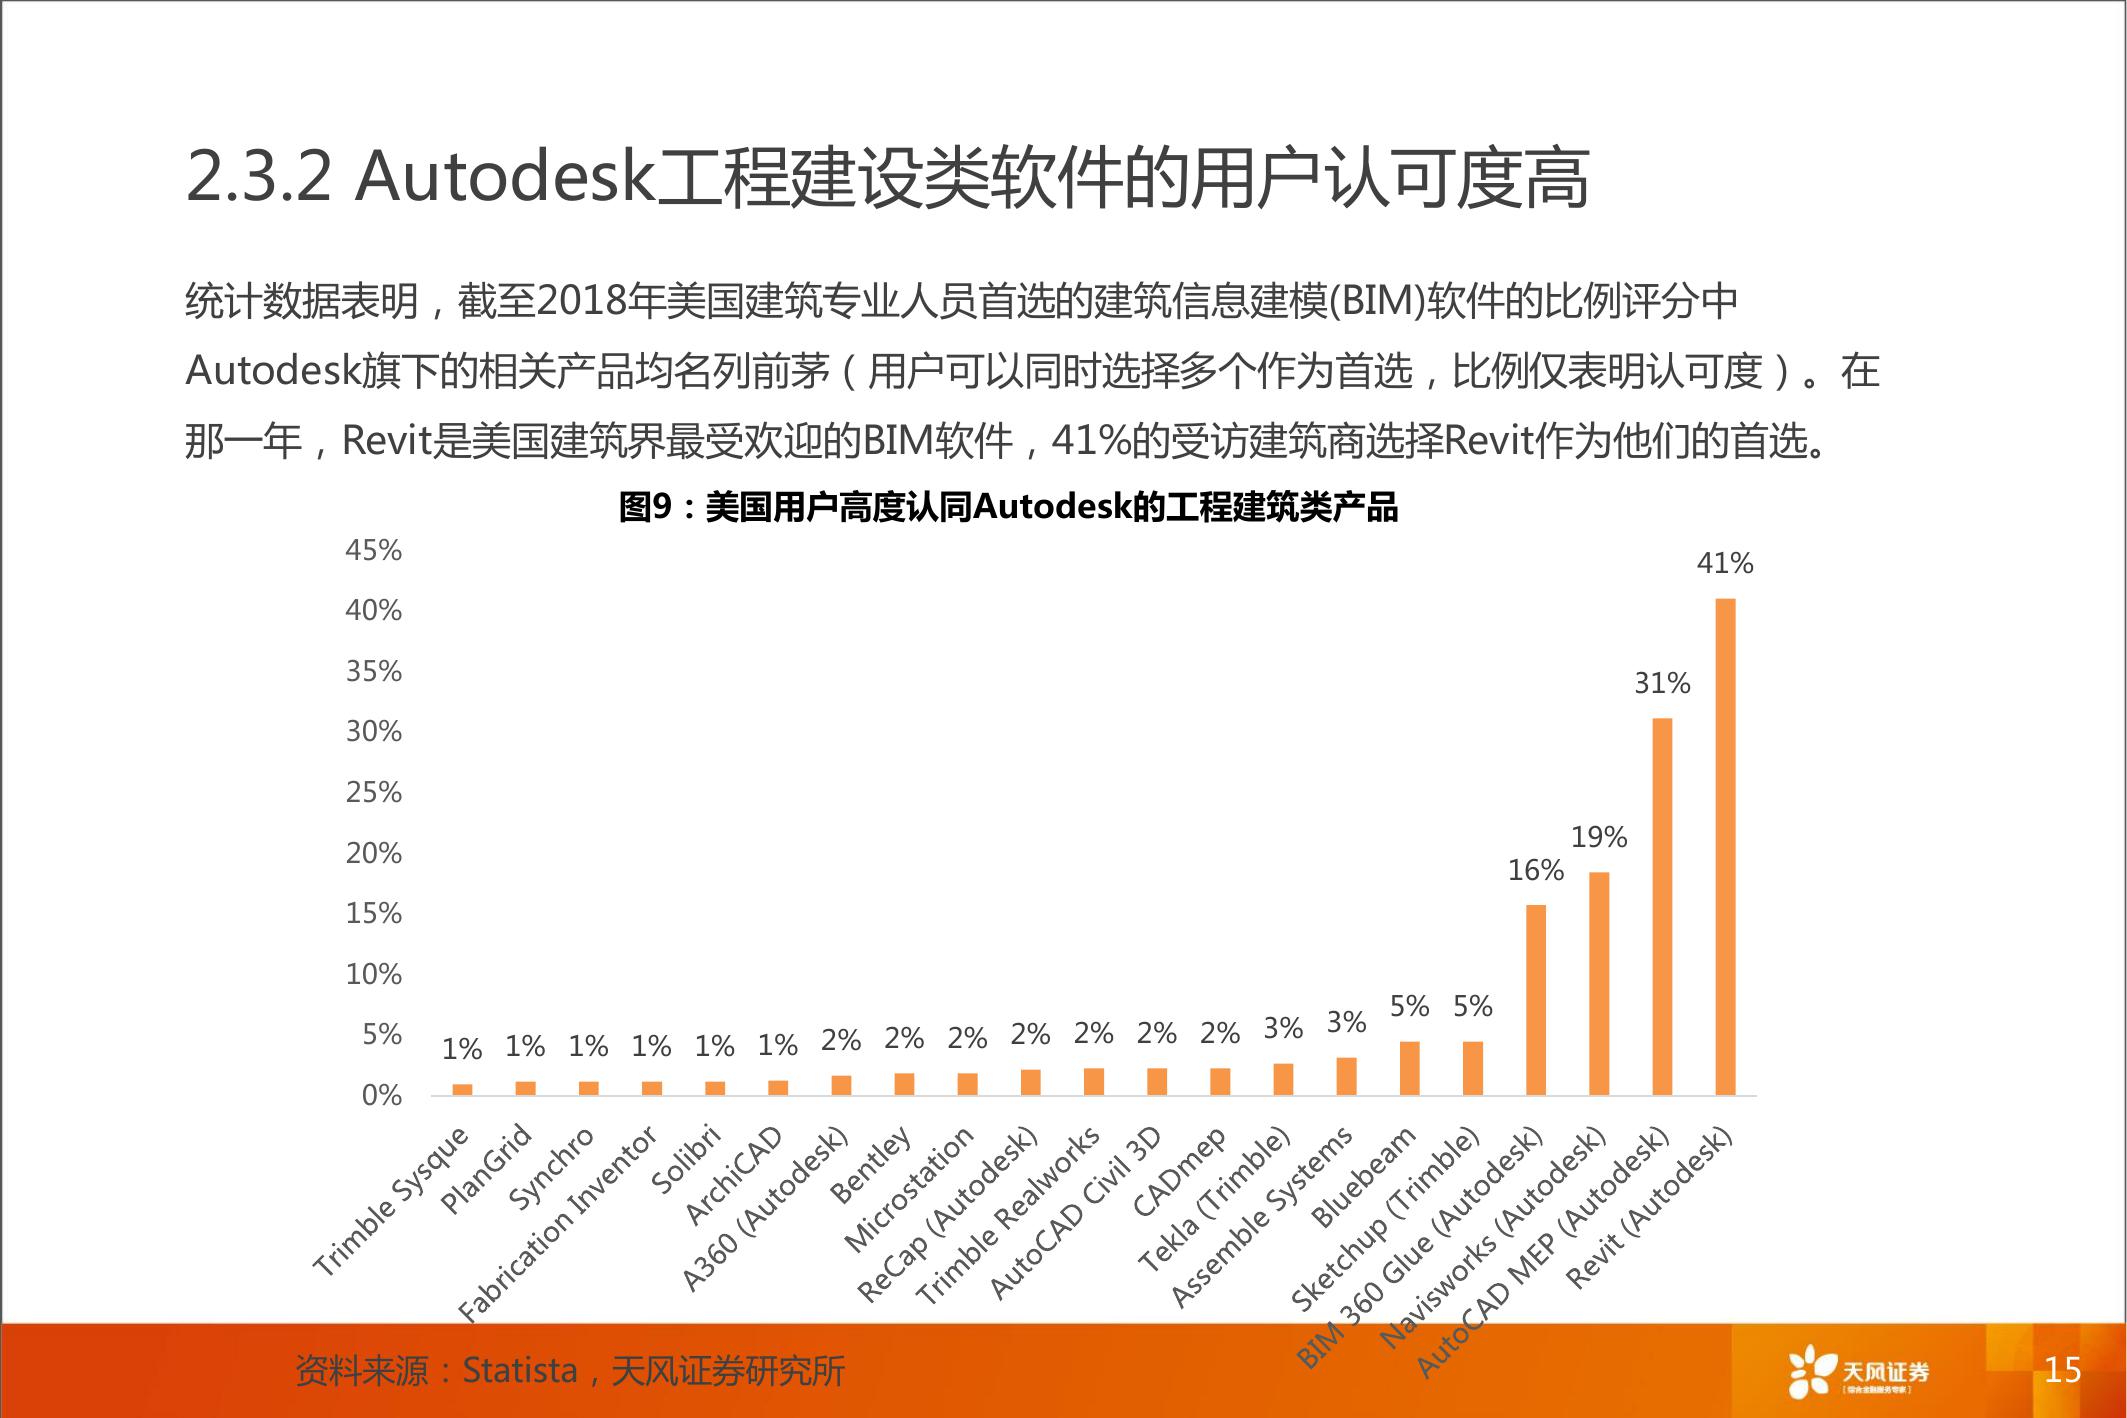 2.3.2 Autodesk工程建设类软件的用户认可度高
统计数据表明，截至2018年美国建筑专业人员首选的建筑信息建模(BIM)软件的比例评分中
Autodesk旗下的相关产品均名列前茅（用户可以同时选择多个作为首选，比例仅表明认可度）。在
那一年，Revit是美国建筑界最受欢迎的BIM软件，41%的受访建筑商选择Revit作为他们的首选。
图9：美国用户高度认同Autodesk的工程建筑类产品
45%
40%
35%
30%
25%
20%
15%
10%
5%
0%
1%
1%
1%
1%
1%
1%
2%
2%
2%
2%
2%
2%
2%
3%
3%
5%
5%
16%
19%
31%
41%
Trimble Sysque
PlanGrid
Synchro
Fabrication Inventor
Solibri
ArchiCAD
A360 (Autodesk)
Bentley
Microstation
ReCap (Autodesk)
Trimble Realworks
AutoCAD Civil 3D
CADmep
Tekla (Trimble)
Assemble Systems
Bluebeam
Sketchup (Trimble)
BIM 360 Glue (Autodesk)
Navisworks (Autodesk)
AutoCAD MEP (Autodesk)
Revit (Autodesk)
资料来源：Statista，天风证券研究所
天风证券
[综合金融服务专家]
15